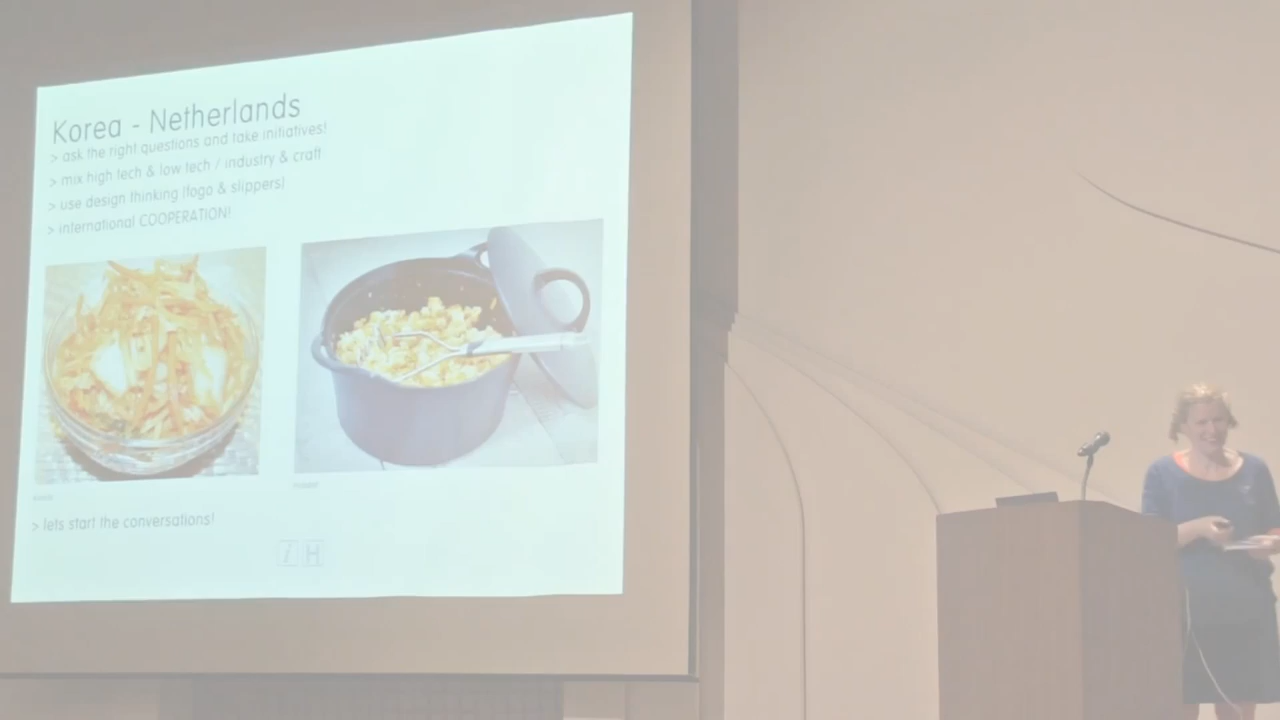 Korea - Netherlands
> ask the right questions and take initiatives!
> mix high tech & low tech / industry & craft
> use design thinking (togo & slippers)
> international COOPERATION!
> lets start the conversations!
i H